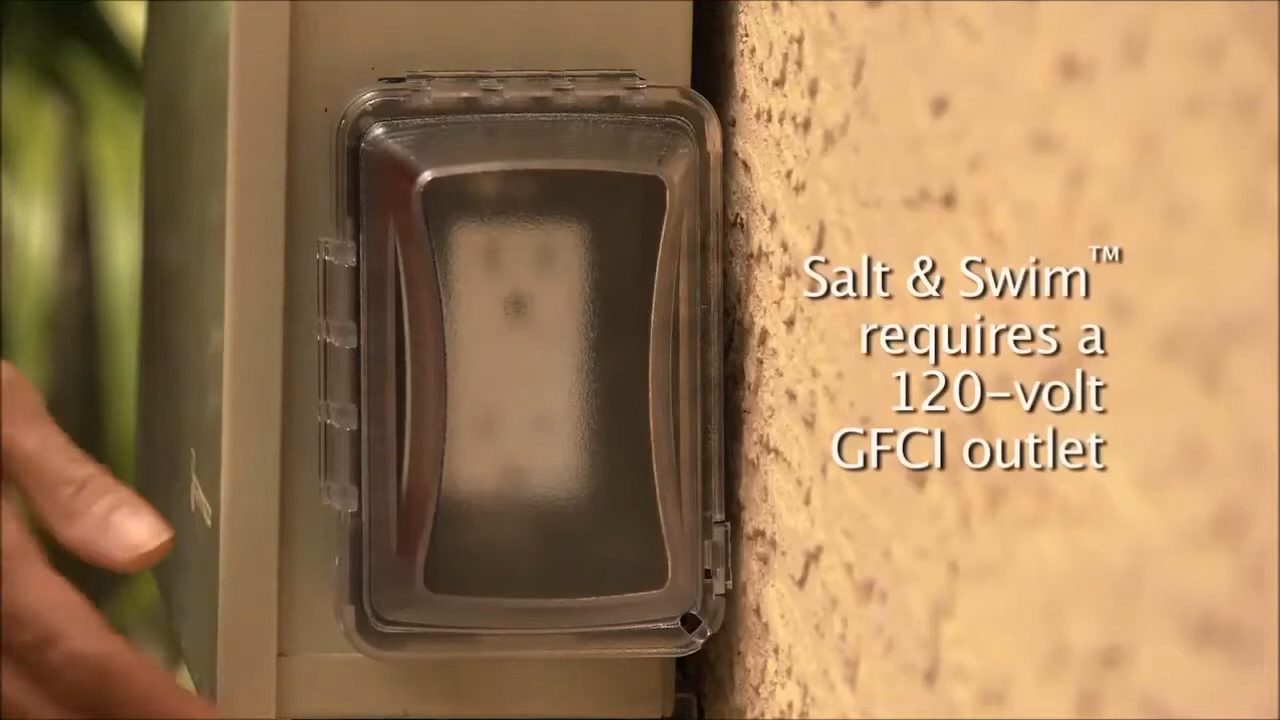 Salt & Swim™
requires a
120-volt
GFCI outlet